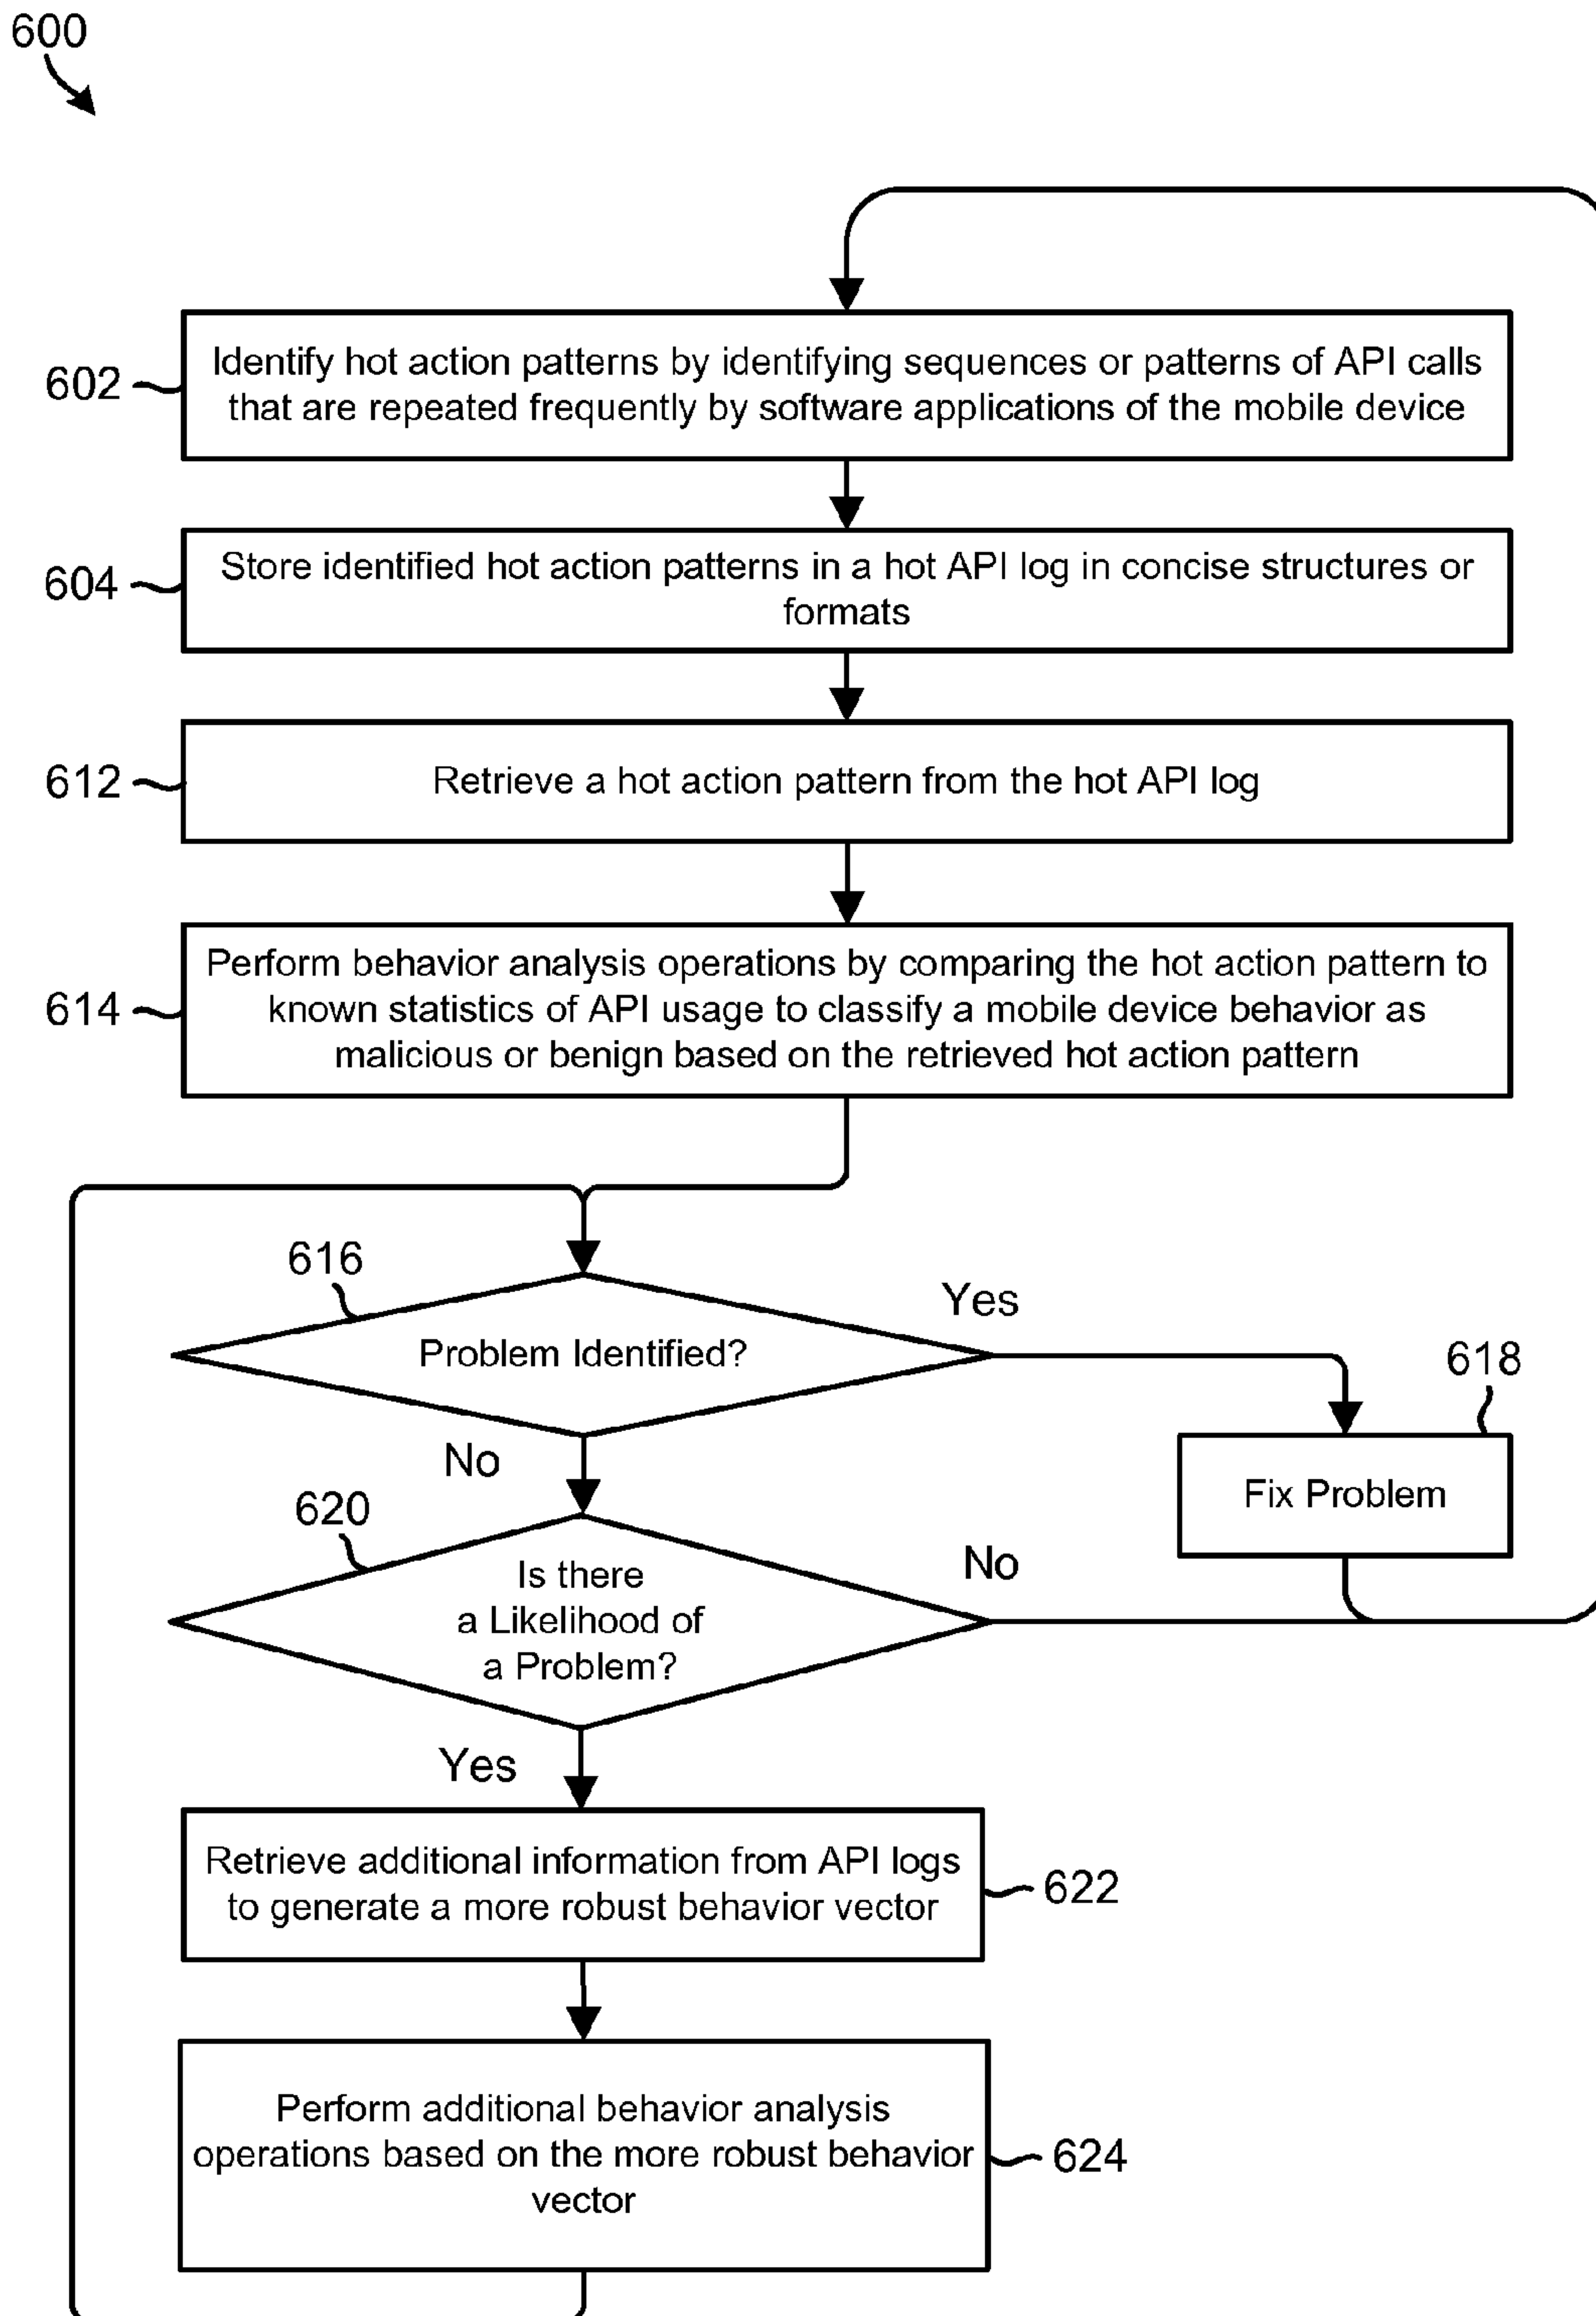 600
602
Identify hot action patterns by identifying sequences or patterns of API calls
that are repeated frequently by software applications of the mobile device
604
Store identified hot action patterns in a hot API log in concise structures or
formats
612
Retrieve a hot action pattern from the hot API log
614
Perform behavior analysis operations by comparing the hot action pattern to
known statistics of API usage to classify a mobile device behavior as
malicious or benign based on the retrieved hot action pattern
616
Problem Identified?
Yes
618
Fix Problem
No
620
Is there
a Likelihood of
a Problem?
No
Yes
Retrieve additional information from API logs
to generate a more robust behavior vector
622
Perform additional behavior analysis
operations based on the more robust behavior
vector
624